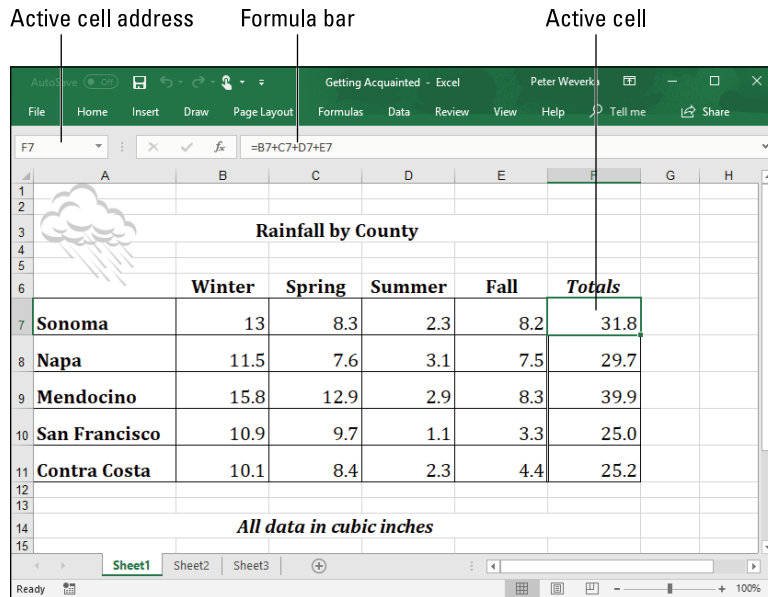 Active cell address Formula bar Active cell
AutoSave Off Getting Acquainted - Excel Peter Weverka
File Home Insert Draw Page Layout Formulas Data Review View Help Tell me Share
F7 fx =B7+C7+D7+E7
A B C D E F G H
1
2
3 Rainfall by County
4
5
6 Winter Spring Summer Fall Totals
7 Sonoma 13 8.3 2.3 8.2 31.8
8 Napa 11.5 7.6 3.1 7.5 29.7
9 Mendocino 15.8 12.9 2.9 8.3 39.9
10 San Francisco 10.9 9.7 1.1 3.3 25.0
11 Contra Costa 10.1 8.4 2.3 4.4 25.2
12
13
14 All data in cubic inches
15
Sheet1 Sheet2 Sheet3
Ready 100%